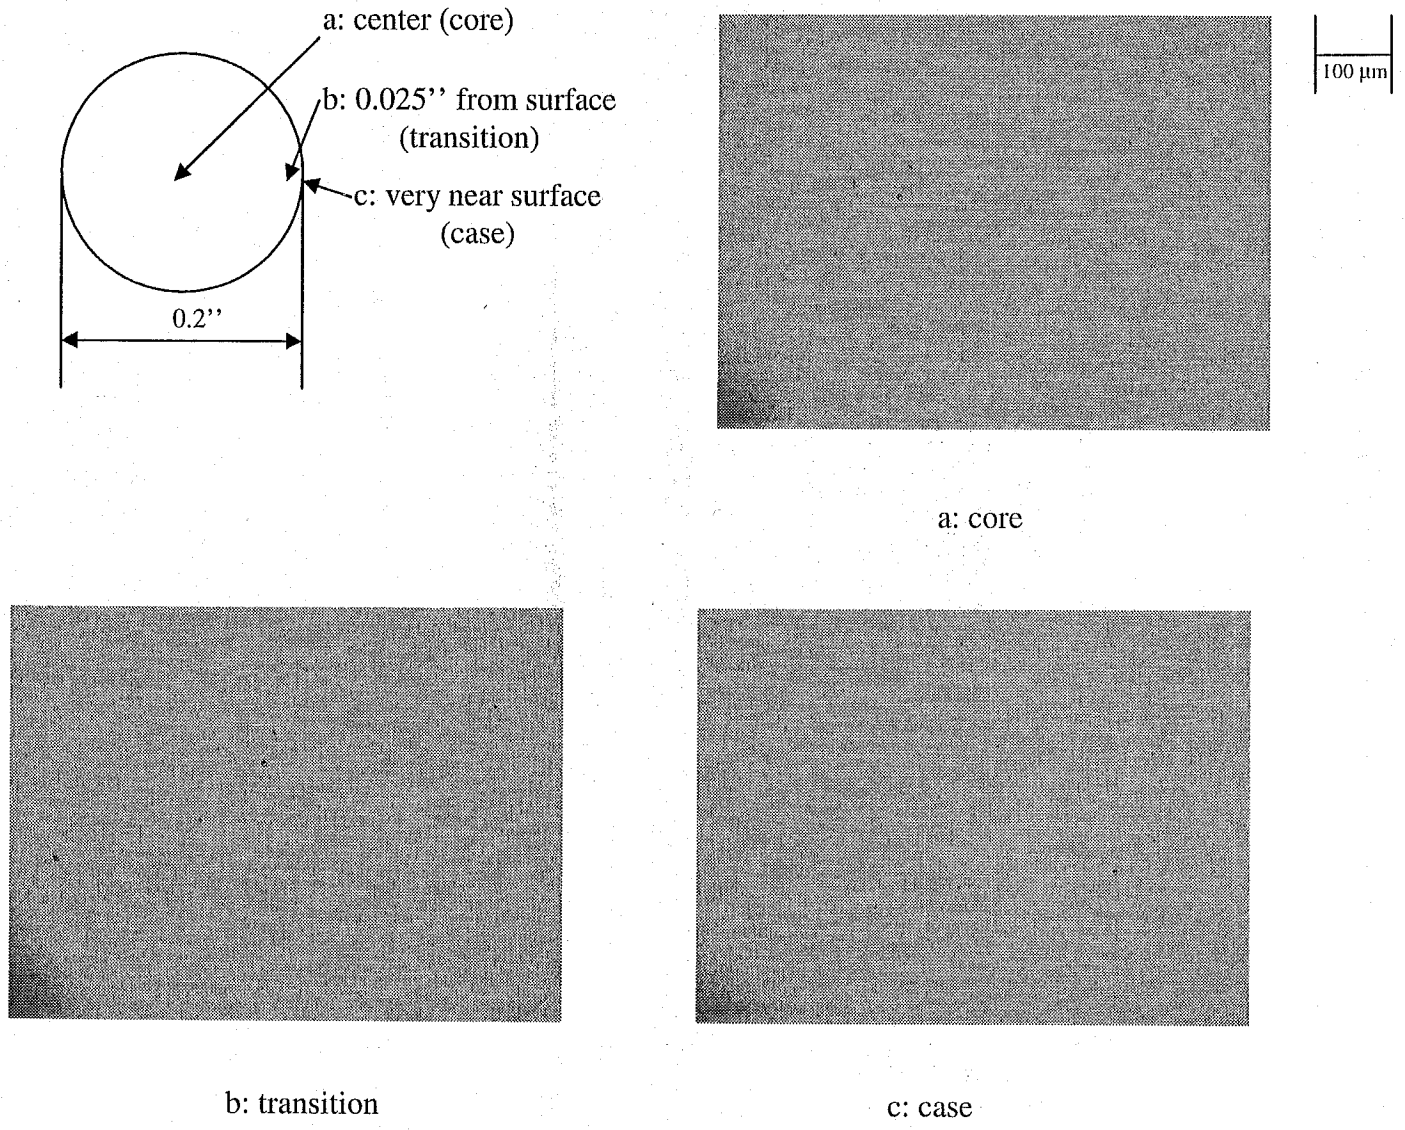 a: center (core)
b: 0.025’’ from surface
(transition)
c: very near surface
(case)
0.2’’
100 μm
a: core
b: transition
c: case